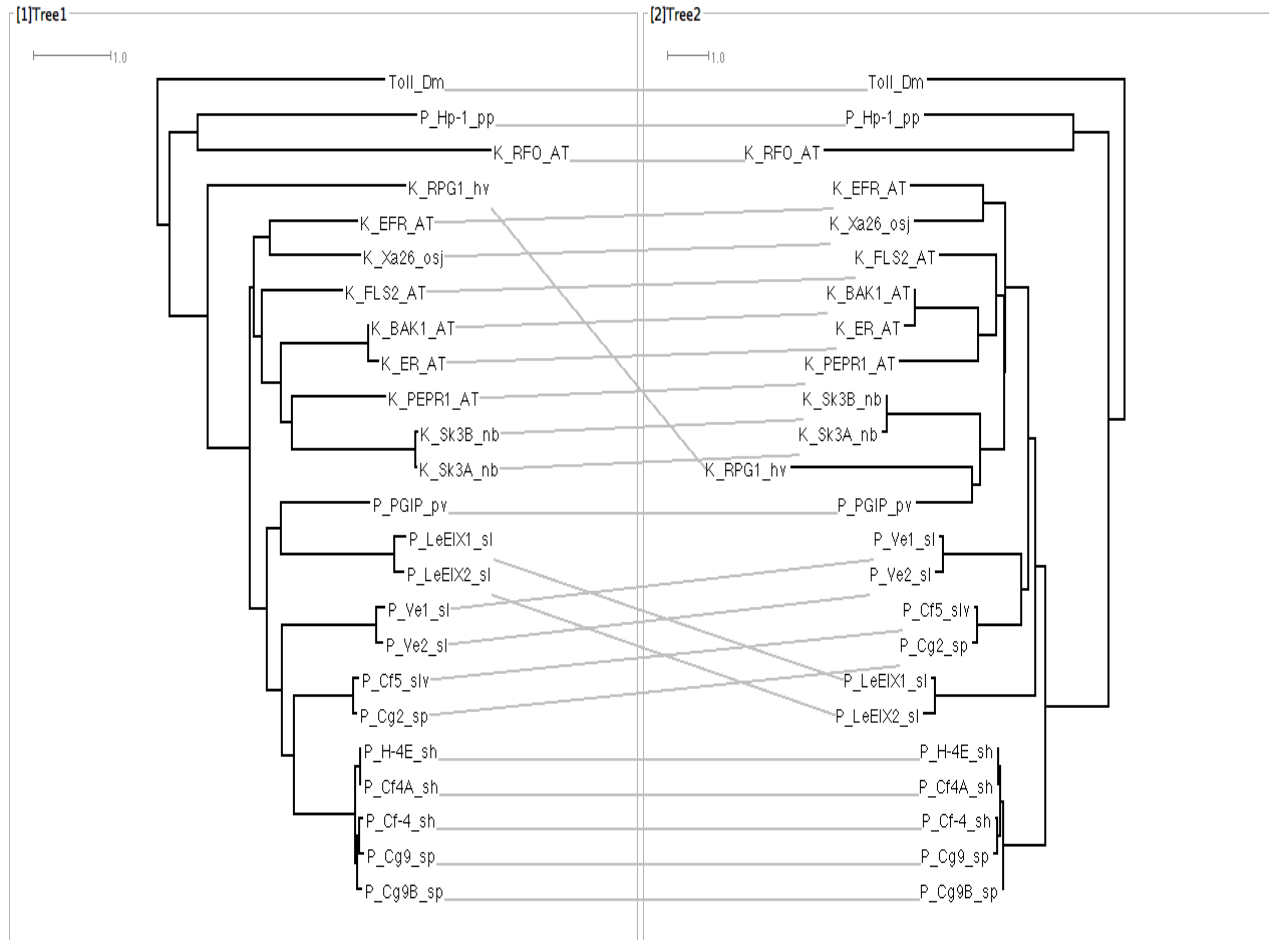 [1]Tree1
[2]Tree2
1.0
1.0
Toll_Dm
Toll_Dm
P_Hp-1_pp
P_Hp-1_pp
K_RFO_AT
K_RFO_AT
K_RPG1_hv
K_EFR_AT
K_EFR_AT
K_Xa26_osj
K_Xa26_osj
K_FLS2_AT
K_FLS2_AT
K_BAK1_AT
K_BAK1_AT
K_ER_AT
K_ER_AT
K_PEPR1_AT
K_PEPR1_AT
K_Sk3B_nb
K_Sk3B_nb
K_Sk3A_nb
K_Sk3A_nb
K_RPG1_hv
P_PGIP_pv
P_PGIP_pv
P_LeEIX1_sl
P_Ve1_sl
P_LeEIX2_sl
P_Ve2_sl
P_Ve1_sl
P_Cf5_slv
P_Ve2_sl
P_Cg2_sp
P_Cf5_slv
P_LeEIX1_sl
P_Cg2_sp
P_LeEIX2_sl
P_H-4E_sh
P_H-4E_sh
P_Cf4A_sh
P_Cf4A_sh
P_Cf-4_sh
P_Cf-4_sh
P_Cg9_sp
P_Cg9_sp
P_Cg9B_sp
P_Cg9B_sp